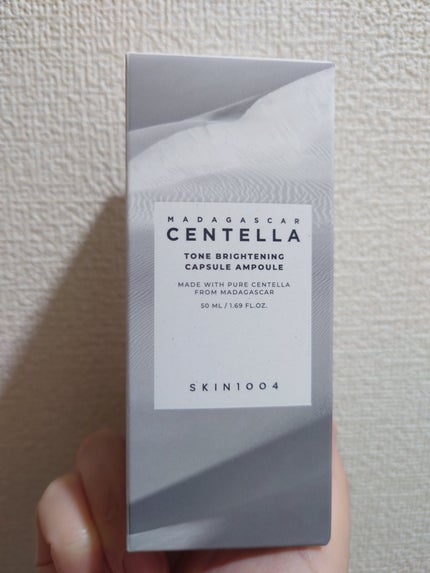 MADAGASCAR
CENTELLA
TONE BRIGHTENING
CAPSULE AMPOULE
MADE WITH PURE CENTELLA
FROM MADAGASCAR
50 ML / 1.69 FL.OZ.
SKIN1004